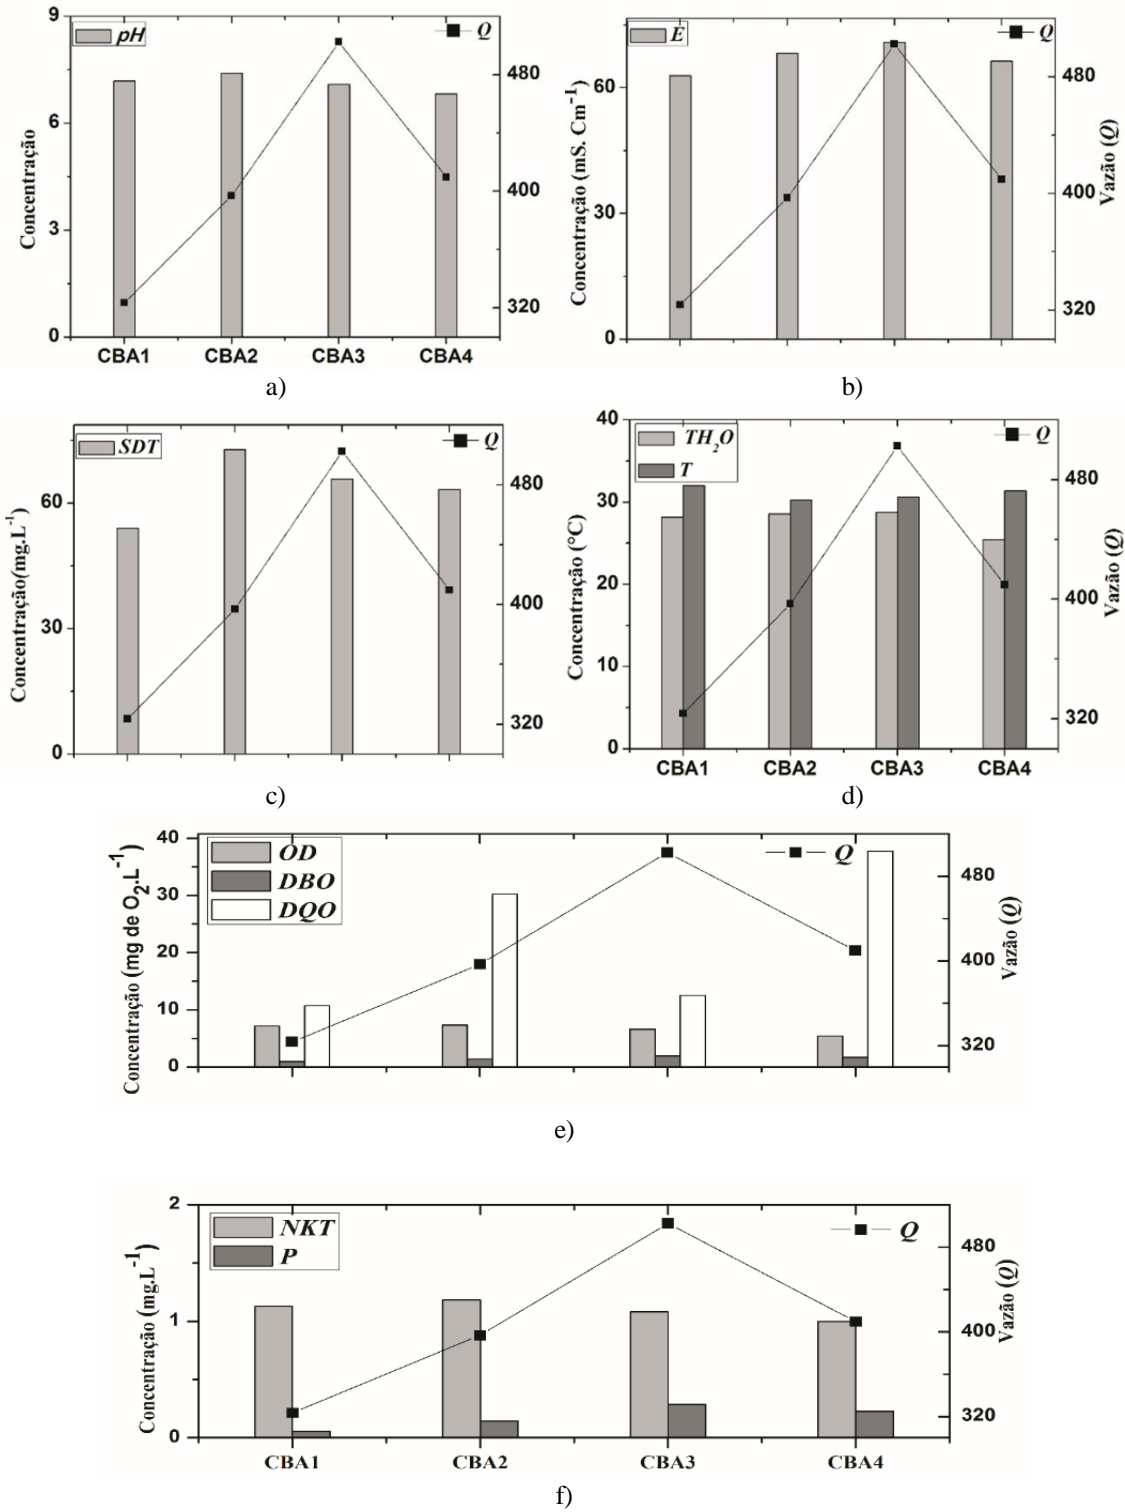 9
pH
Q
480
6
Concentração
400
3
320
0
CBA1 CBA2 CBA3 CBA4
a)
E
Q
60
480
Concentração (mS. Cm-1)
Vazão (Q)
400
30
320
0
b)
SDT
Q
480
60
Concentração(mg.L-1)
400
30
320
0
c)
40
TH2O
Q
T
480
30
Concentração (°C)
Vazão (Q)
20
400
10
320
0
CBA1 CBA2 CBA3 CBA4
d)
40
OD
Q
DBO
DQO
480
30
Concentração (mg de O2.L-1)
Vazão (Q)
20
400
10
320
0
e)
2
NKT
Q
P
480
Concentração (mg.L-1)
Vazão (Q)
1
400
320
0
CBA1 CBA2 CBA3 CBA4
f)